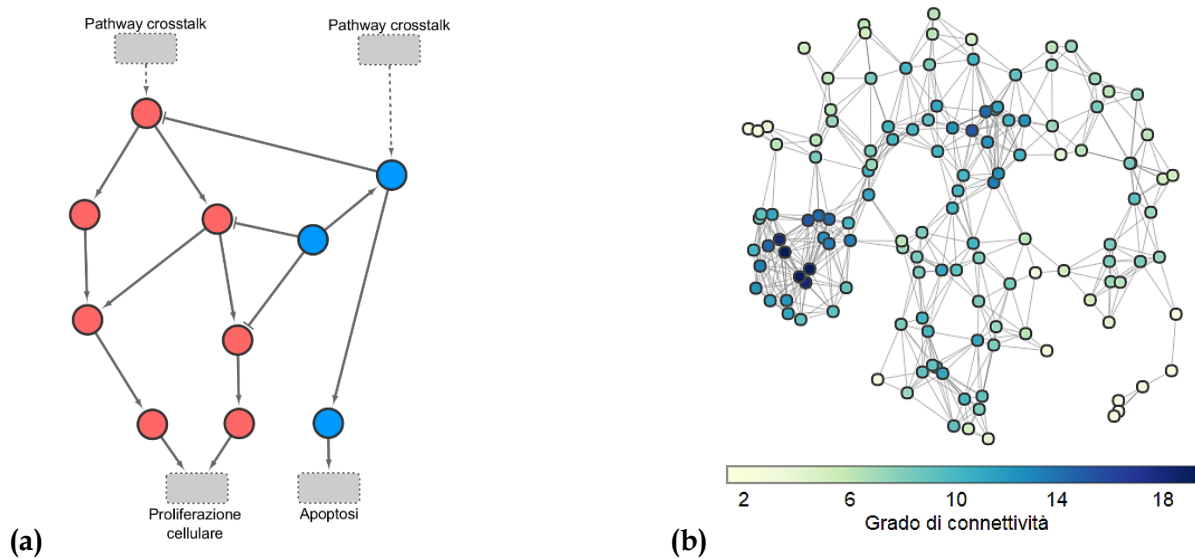 Pathway crosstalk
Pathway crosstalk
Proliferazione
cellulare
Apoptosi
(a)
2 6 10 14 18
Grado di connettività
(b)